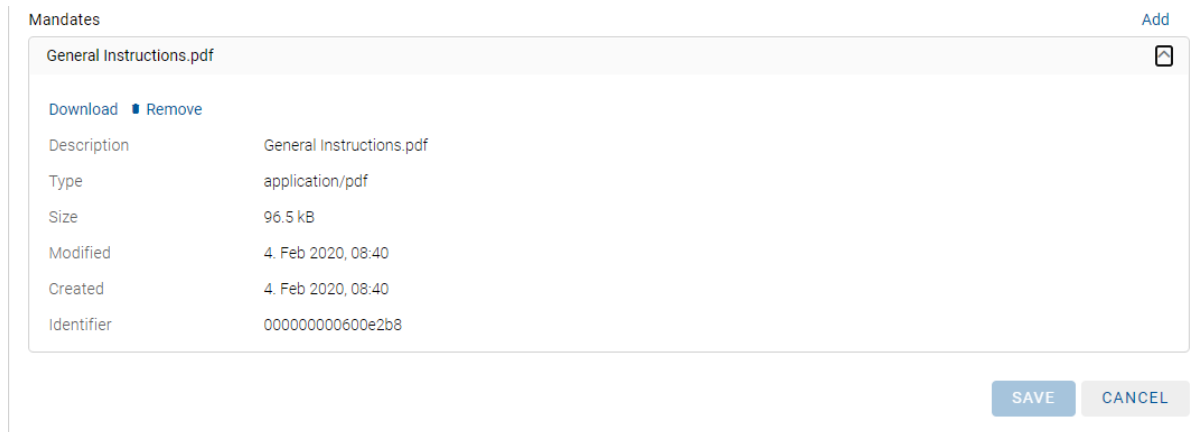 Mandates Add
General Instructions.pdf
Download Remove
Description General Instructions.pdf
Type application/pdf
Size 96.5 kB
Modified 4. Feb 2020, 08:40
Created 4. Feb 2020, 08:40
Identifier 000000000600e2b8
SAVE CANCEL